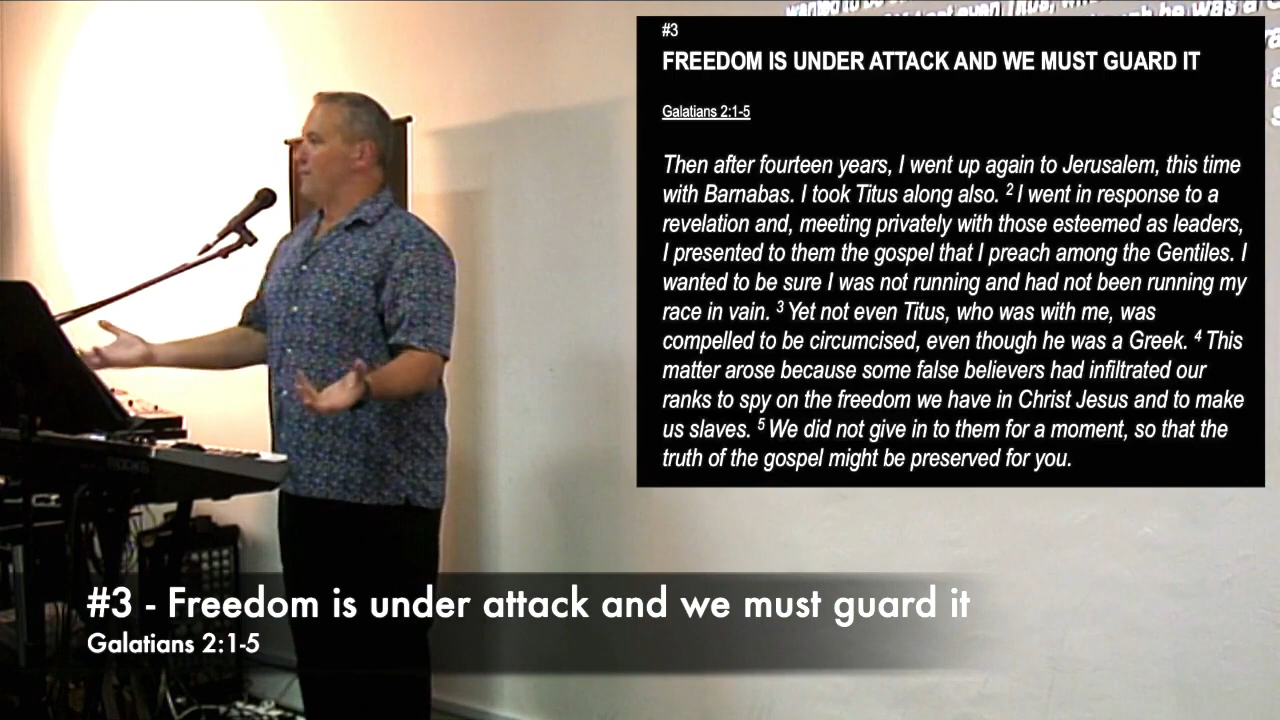 wanted to be
even Titus,
he was a
#3
FREEDOM IS UNDER ATTACK AND WE MUST GUARD IT
Galatians 2:1-5
Then after fourteen years, I went up again to Jerusalem, this time
with Barnabas. I took Titus along also. ² I went in response to a
revelation and, meeting privately with those esteemed as leaders,
I presented to them the gospel that I preach among the Gentiles. I
wanted to be sure I was not running and had not been running my
race in vain. ³ Yet not even Titus, who was with me, was
compelled to be circumcised, even though he was a Greek. ⁴ This
matter arose because some false believers had infiltrated our
ranks to spy on the freedom we have in Christ Jesus and to make
us slaves. ⁵ We did not give in to them for a moment, so that the
truth of the gospel might be preserved for you.
#3 - Freedom is under attack and we must guard it
Galatians 2:1-5